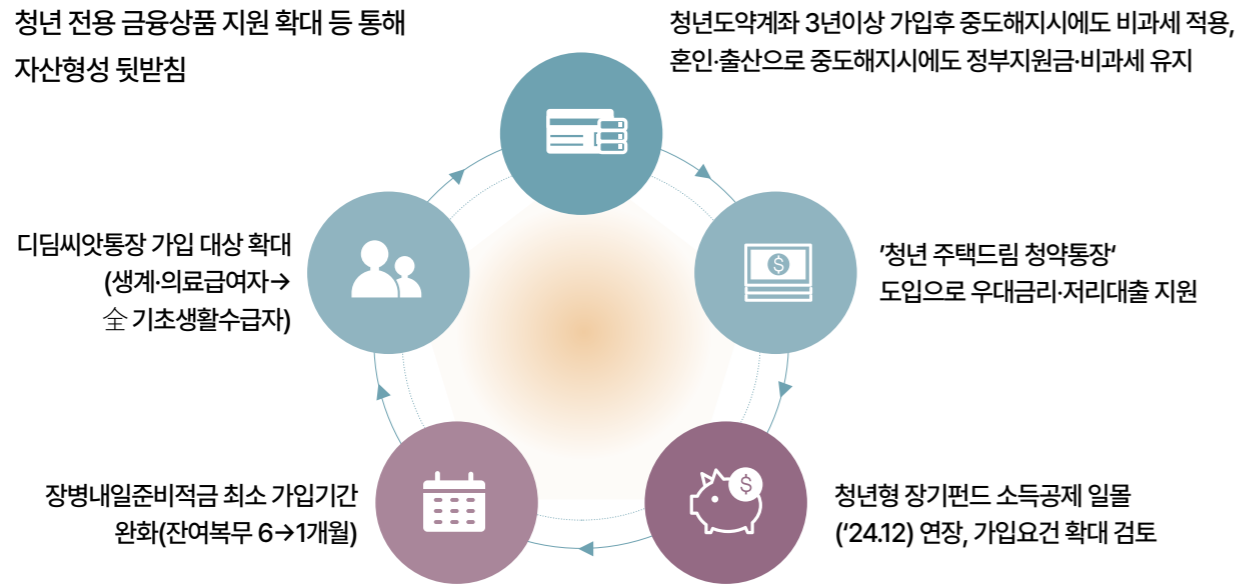 청년 전용 금융상품 지원 확대 등 통해
자산형성 뒷받침
청년도약계좌 3년이상 가입후 중도해지시에도 비과세 적용,
혼인·출산으로 중도해지시에도 정부지원금·비과세 유지
’청년 주택드림 청약통장‘
도입으로 우대금리·저리대출 지원
$
청년형 장기펀드 소득공제 일몰
(‘24.12) 연장, 가입요건 확대 검토
$
장병내일준비적금 최소 가입기간
완화(잔여복무 6→1개월)
디딤씨앗통장 가입 대상 확대
(생계·의료급여자→
全 기초생활수급자)